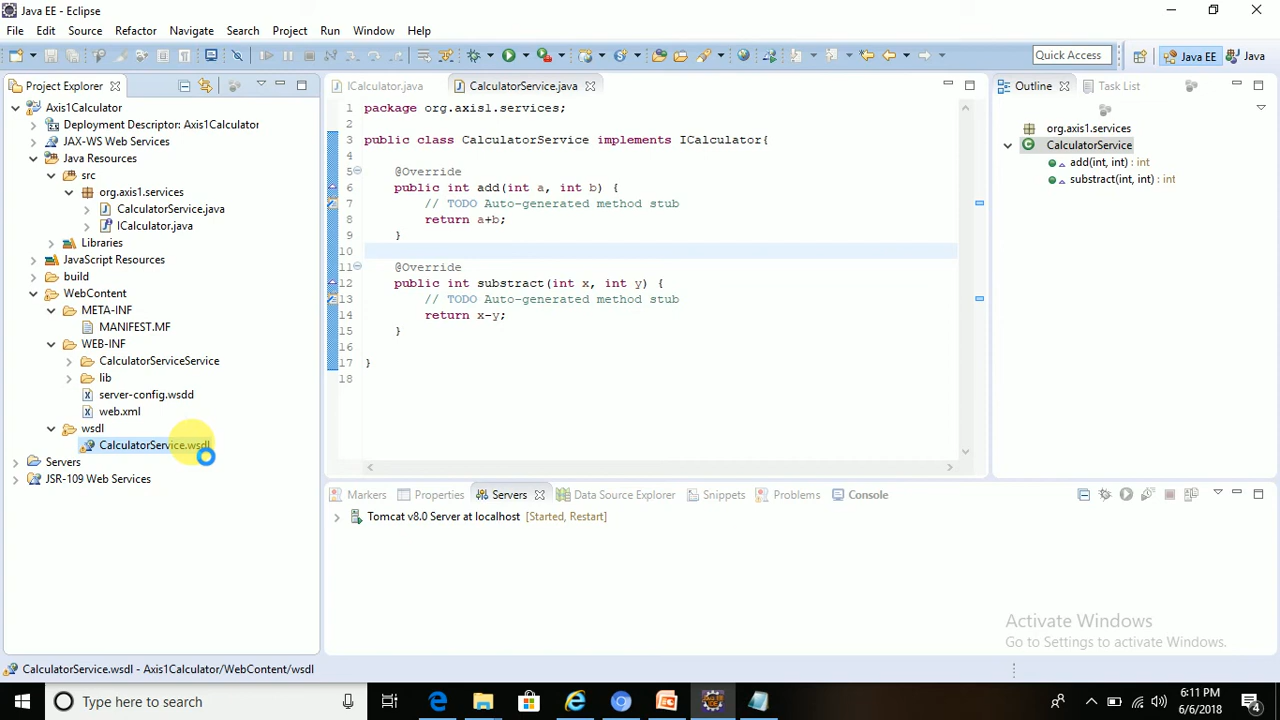 Java EE - Eclipse
File Edit Source Refactor Navigate Search Project Run Window Help
Quick Access
Java EE
Java
Project Explorer
Axis1Calculator
Deployment Descriptor: Axis1Calculator
JAX-WS Web Services
Java Resources
src
org.axis1.services
CalculatorService.java
ICalculator.java
Libraries
JavaScript Resources
build
WebContent
META-INF
MANIFEST.MF
WEB-INF
CalculatorServiceService
lib
server-config.wsdd
web.xml
wsdl
CalculatorService.wsdl
Servers
JSR-109 Web Services
ICalculator.java
CalculatorService.java
1 package org.axis1.services;
2
3 public class CalculatorService implements ICalculator{
4
5 @Override
6 public int add(int a, int b) {
7 // TODO Auto-generated method stub
8 return a+b;
9 }
10
11 @Override
12 public int substract(int x, int y) {
13 // TODO Auto-generated method stub
14 return x-y;
15 }
16
17 }
18
Outline
Task List
org.axis1.services
CalculatorService
add(int, int) : int
substract(int, int) : int
Markers Properties Servers Data Source Explorer Snippets Problems Console
Tomcat v8.0 Server at localhost [Started, Restart]
Activate Windows
Go to Settings to activate Windows.
CalculatorService.wsdl - Axis1Calculator/WebContent/wsdl
Type here to search
6:11 PM
6/6/2018
4